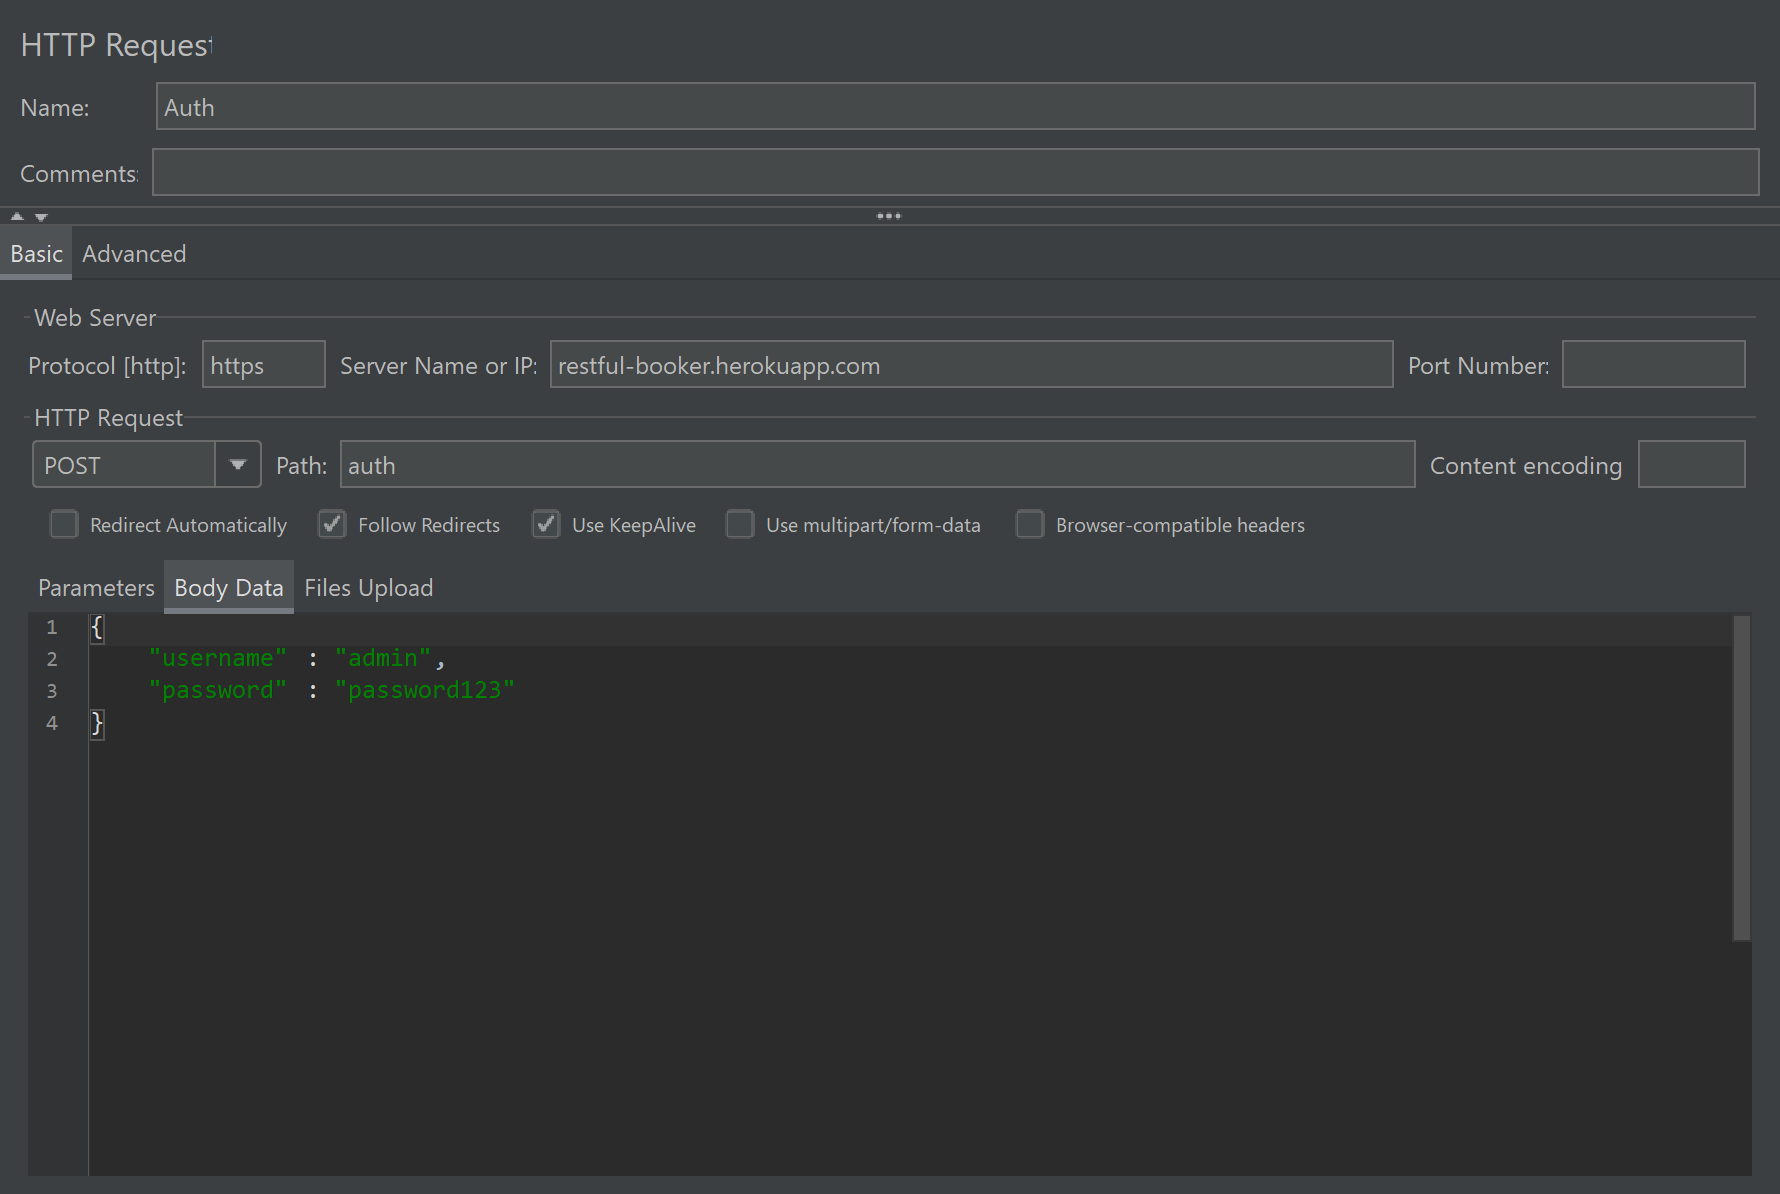 HTTP Request
Name: Auth
Comments:
Basic Advanced
Web Server
Protocol [http]: https Server Name or IP: restful-booker.herokuapp.com Port Number:
HTTP Request
POST Path: auth Content encoding
Redirect Automatically Follow Redirects Use KeepAlive Use multipart/form-data Browser-compatible headers
Parameters Body Data Files Upload
1 {
2 "username" : "admin",
3 "password" : "password123"
4 }